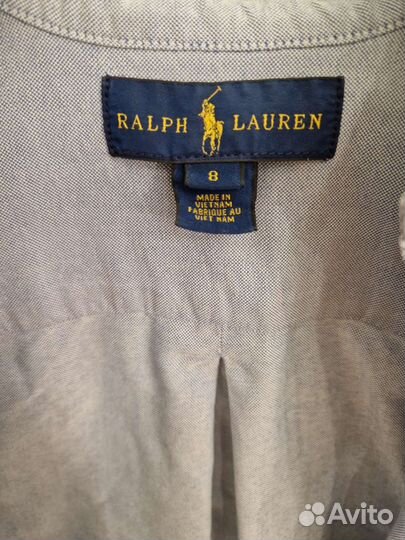 RALPH LAUREN
8
MADE IN
VIETNAM
FABRIQUE AU
VIET NAM
Avito